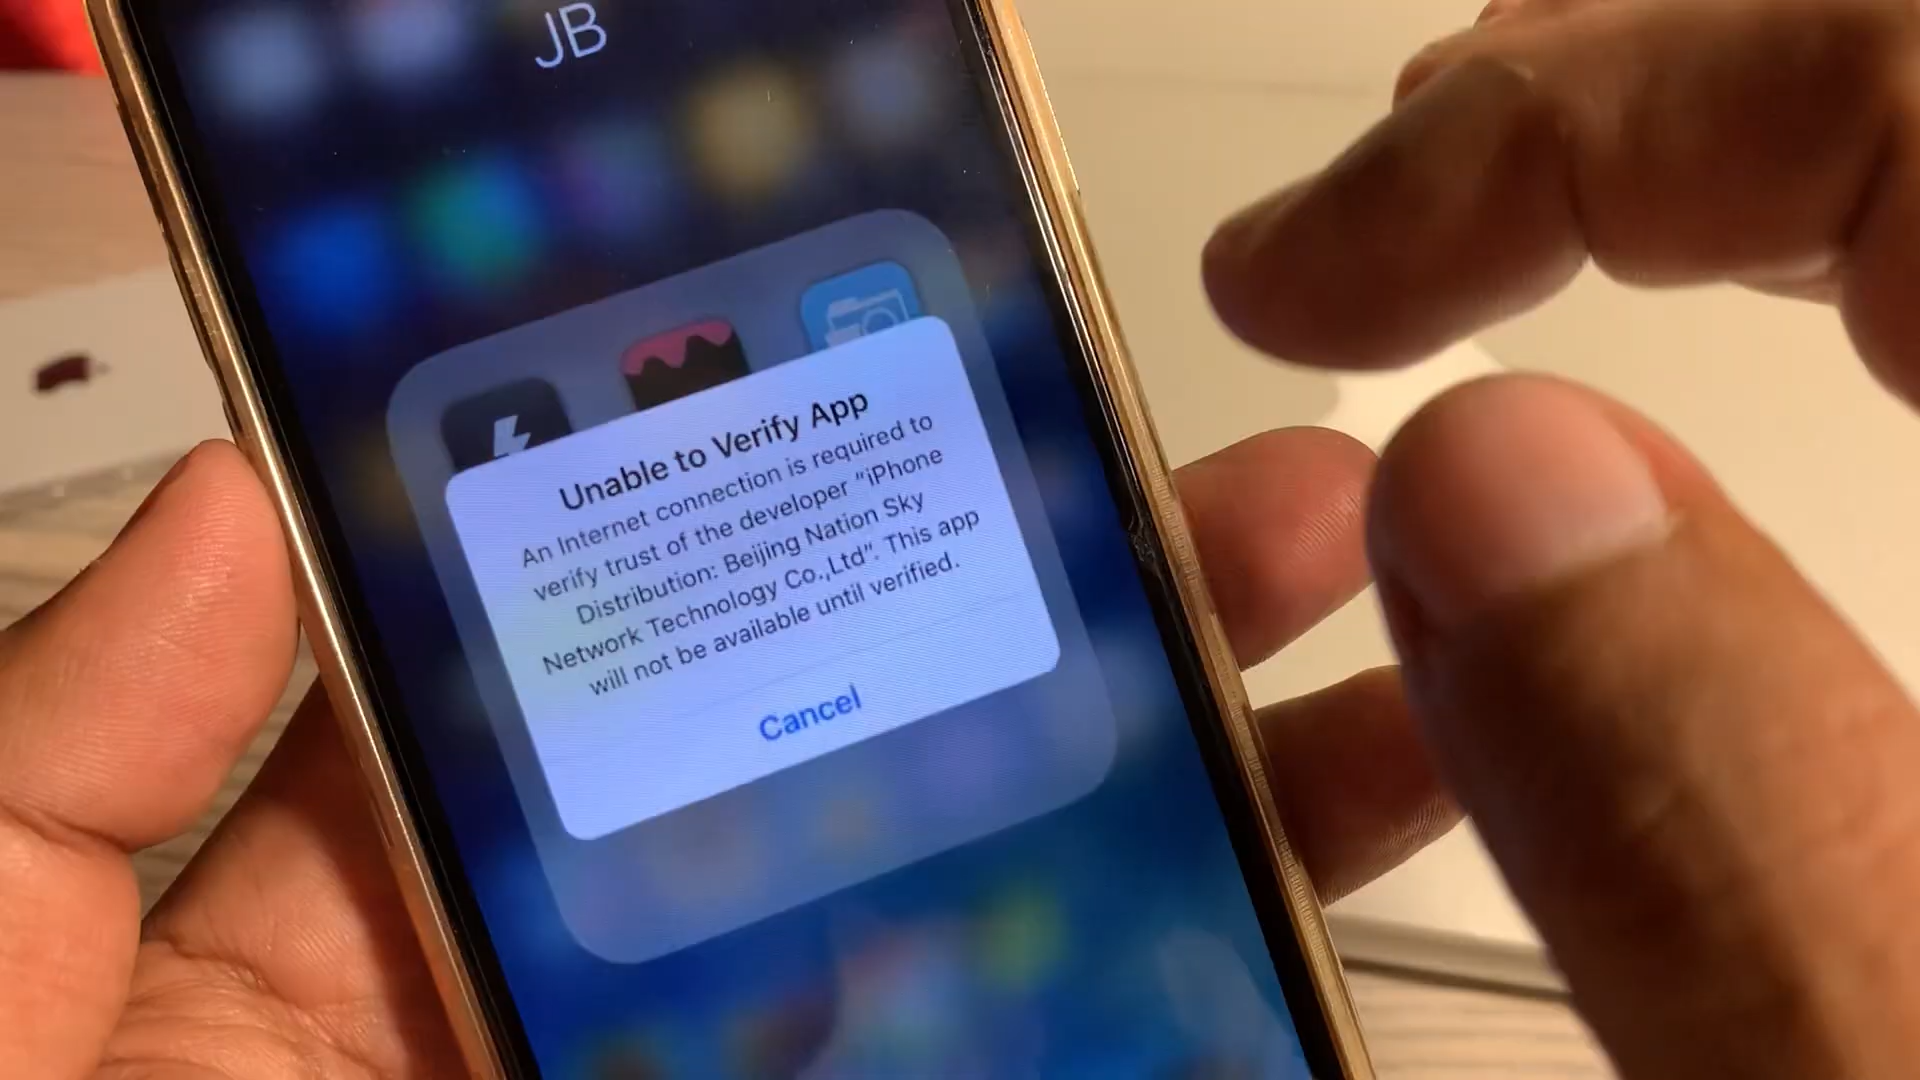 JB
Unable to Verify App
An Internet connection is required to
verify trust of the developer "iPhone
Distribution: Beijing Nation Sky
Network Technology Co.,Ltd". This app
will not be available until verified.
Cancel